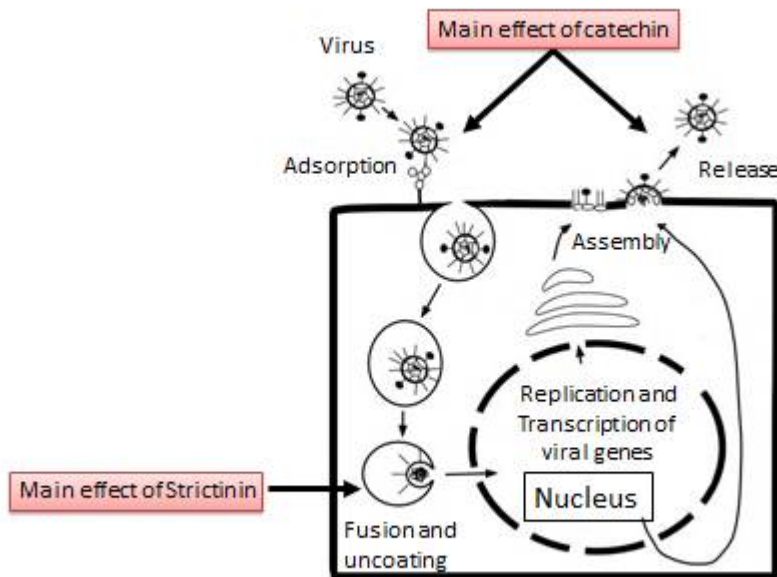 Main effect of catechin
Virus
Adsorption
Release
Assembly
Replication and
Transcription of
viral genes
Main effect of Strictinin
Nucleus
Fusion and
uncoating